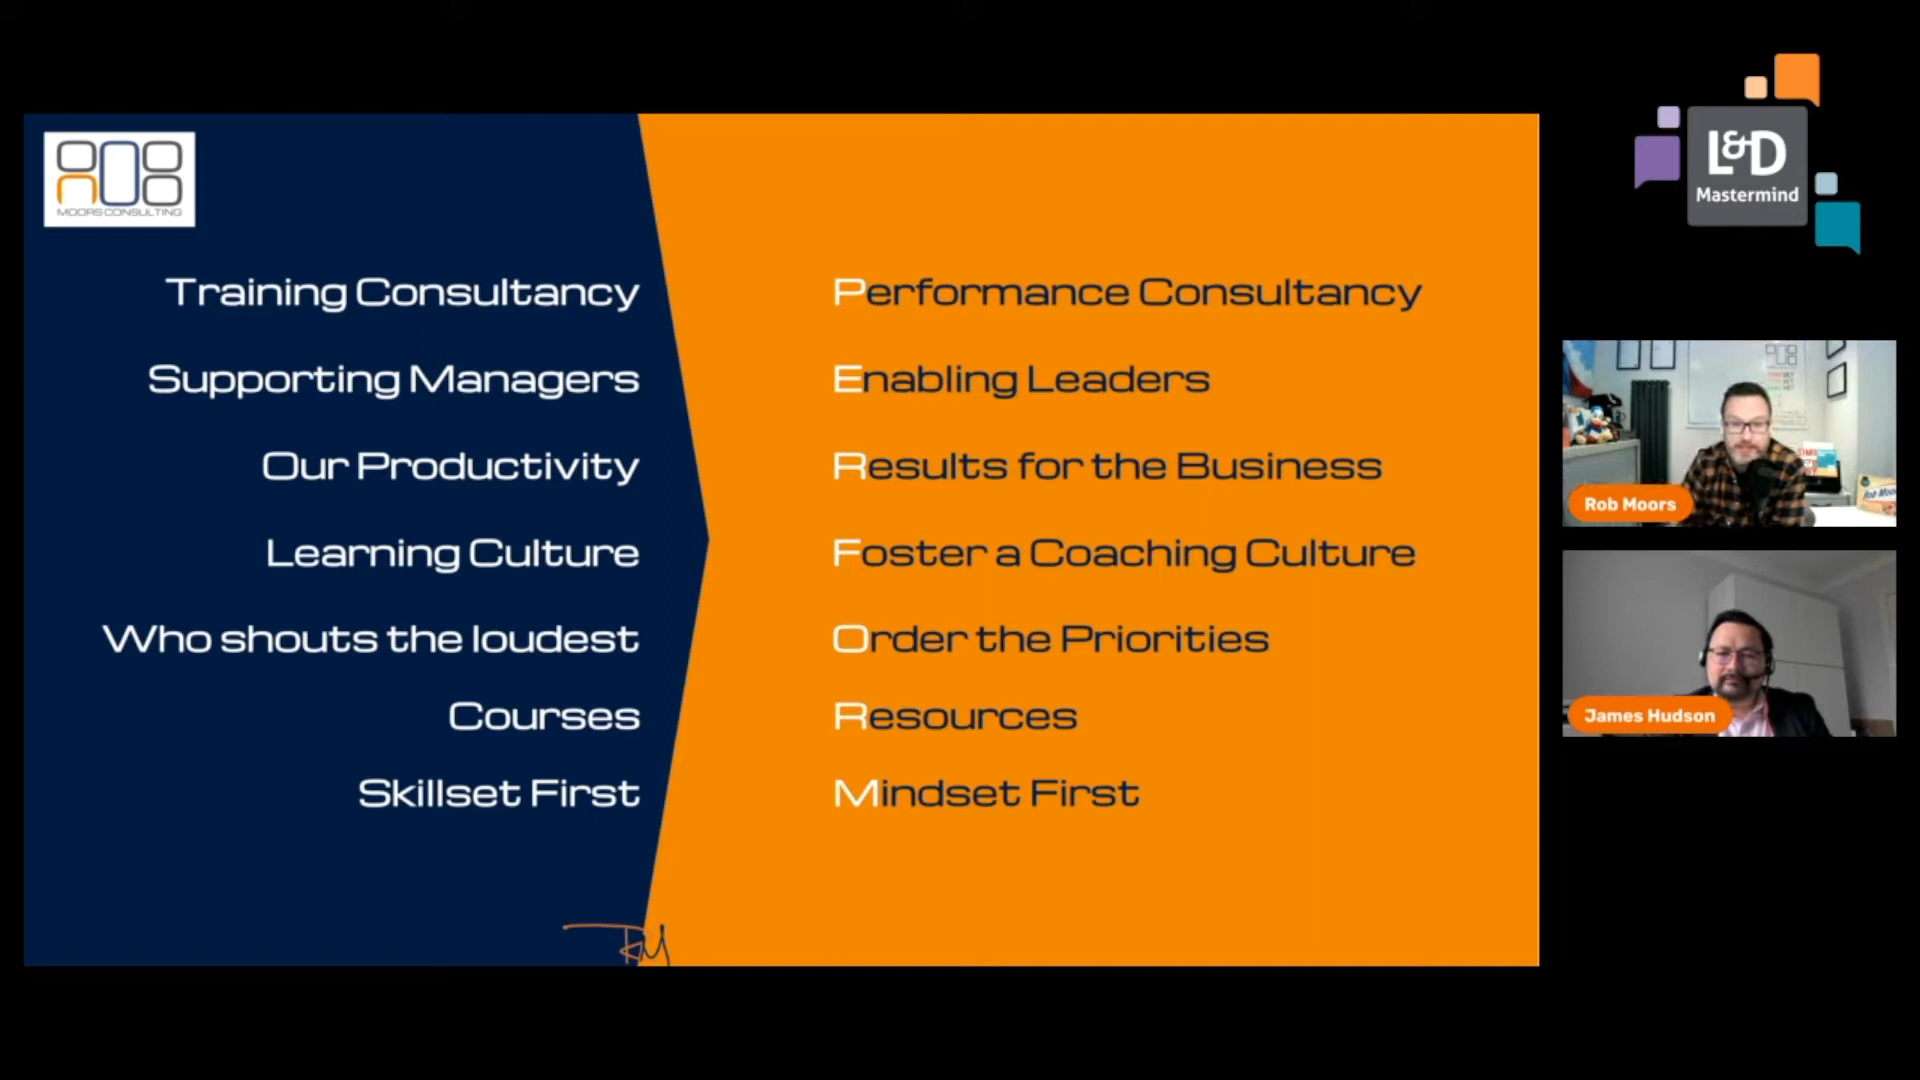 MOORS CONSULTING
Training Consultancy
Performance Consultancy
Supporting Managers
Enabling Leaders
Our Productivity
Results for the Business
Learning Culture
Foster a Coaching Culture
Who shouts the loudest
Order the Priorities
Courses
Resources
Skillset First
Mindset First
RM
L&D
Mastermind
Rob Moors
James Hudson